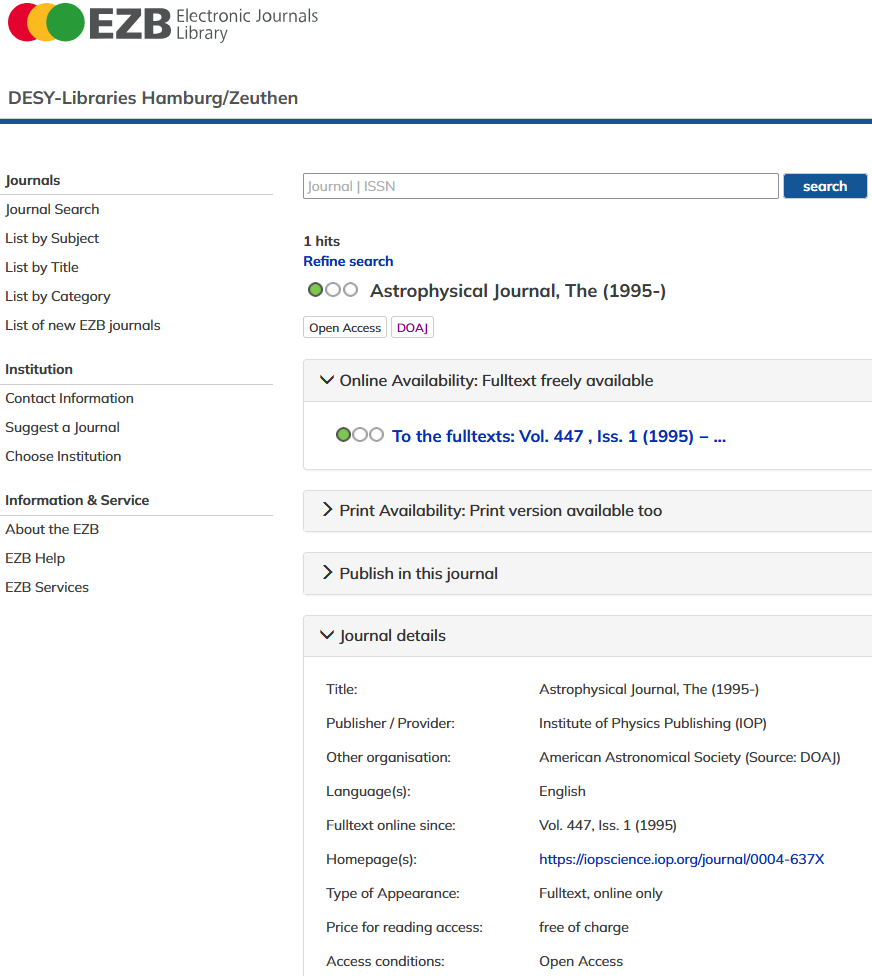 EZB Electronic Journals
Library
DESY-Libraries Hamburg/Zeuthen
Journals
Journal Search
List by Subject
List by Title
List by Category
List of new EZB journals
Institution
Contact Information
Suggest a Journal
Choose Institution
Information & Service
About the EZB
EZB Help
EZB Services
Journal | ISSN
search
1 hits
Refine search
Astrophysical Journal, The (1995-)
Open Access DOAJ
Online Availability: Fulltext freely available
To the fulltexts: Vol. 447 , Iss. 1 (1995) – ...
Print Availability: Print version available too
Publish in this journal
Journal details
Title: Astrophysical Journal, The (1995-)
Publisher / Provider: Institute of Physics Publishing (IOP)
Other organisation: American Astronomical Society (Source: DOAJ)
Language(s): English
Fulltext online since: Vol. 447, Iss. 1 (1995)
Homepage(s): https://iopscience.iop.org/journal/0004-637X
Type of Appearance: Fulltext, online only
Price for reading access: free of charge
Access conditions: Open Access